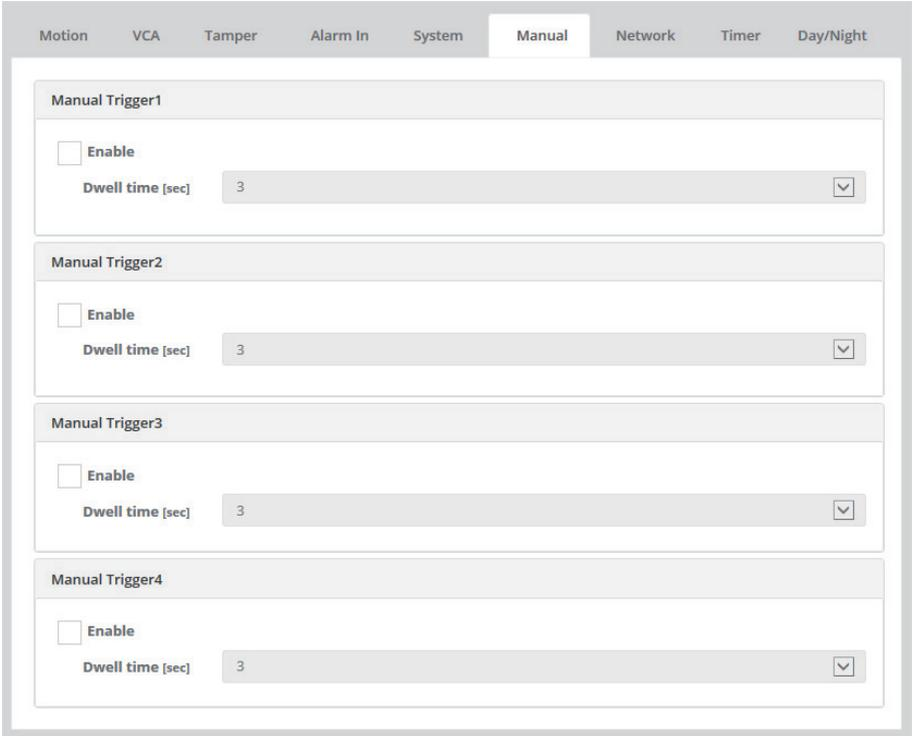 Motion VCA Tamper Alarm In System Manual Network Timer Day/Night
Manual Trigger1
Enable
Dwell time [sec] 3
Manual Trigger2
Enable
Dwell time [sec] 3
Manual Trigger3
Enable
Dwell time [sec] 3
Manual Trigger4
Enable
Dwell time [sec] 3